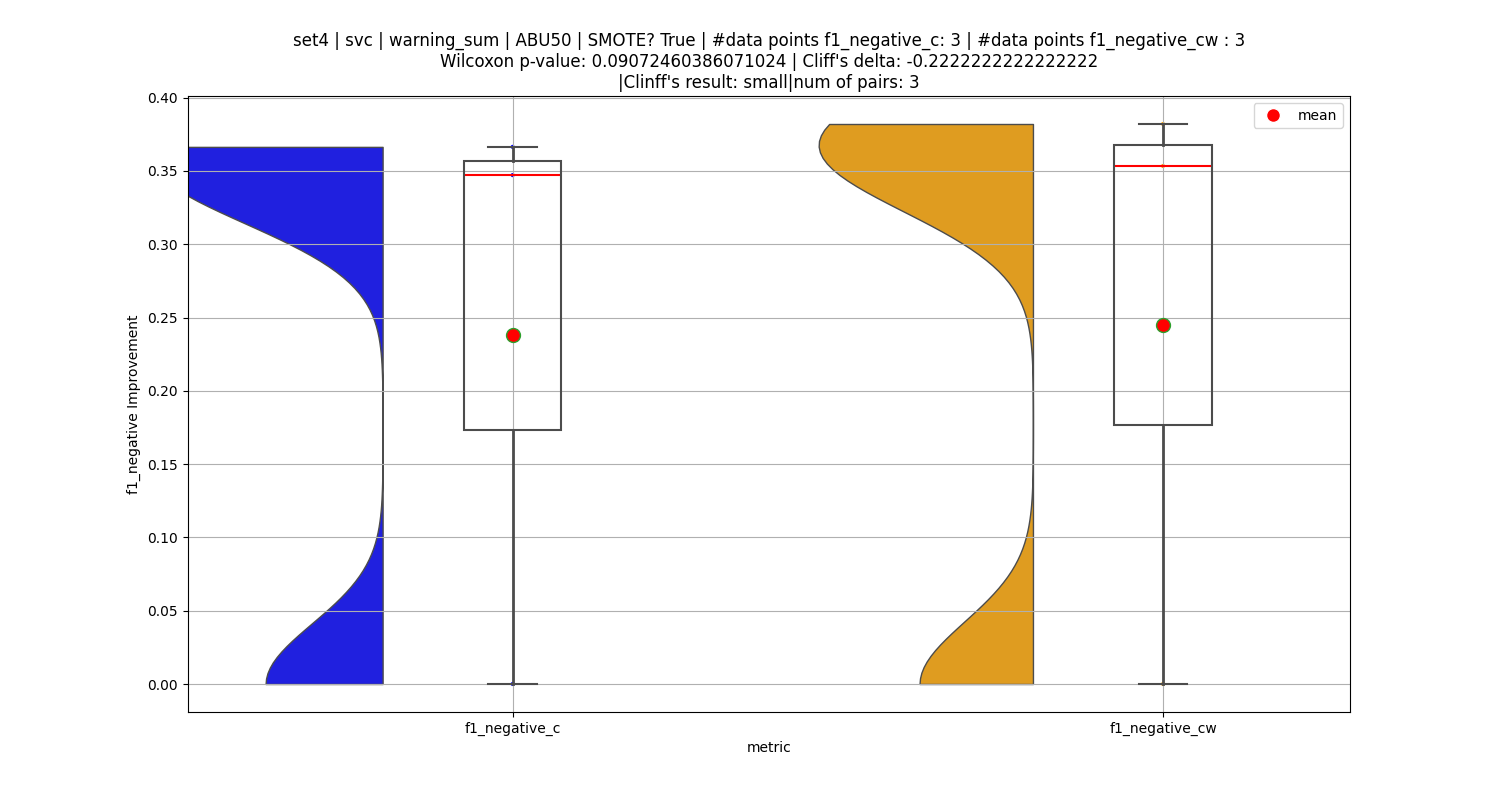 set4 | svc | warning_sum | ABU50 | SMOTE? True | #data points f1_negative_c: 3 | #data points f1_negative_cw : 3
Wilcoxon p-value: 0.09072460386071024 | Cliff's delta: -0.2222222222222222
|Clinff's result: small|num of pairs: 3
mean
0.40
0.35
0.30
0.25
0.20
0.15
0.10
0.05
0.00
f1_negative Improvement
f1_negative_c
f1_negative_cw
metric